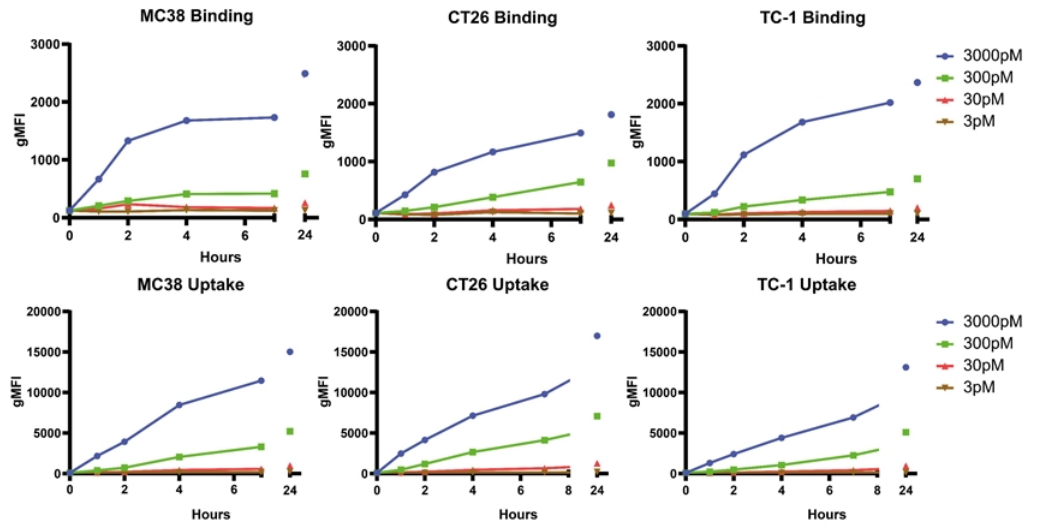 MC38 Binding
CT26 Binding
TC-1 Binding
3000
2000
1000
0
gMFI
0 2 4 6 24
Hours
3000
2000
1000
0
gMFI
0 2 4 6 24
Hours
3000
2000
1000
0
gMFI
0 2 4 6 24
Hours
3000pM
300pM
30pM
3pM
MC38 Uptake
CT26 Uptake
TC-1 Uptake
20000
15000
10000
5000
0
gMFI
0 2 4 6 24
Hours
20000
15000
10000
5000
0
gMFI
0 2 4 6 8 24
Hours
20000
15000
10000
5000
0
gMFI
0 2 4 6 8 24
Hours
3000pM
300pM
30pM
3pM